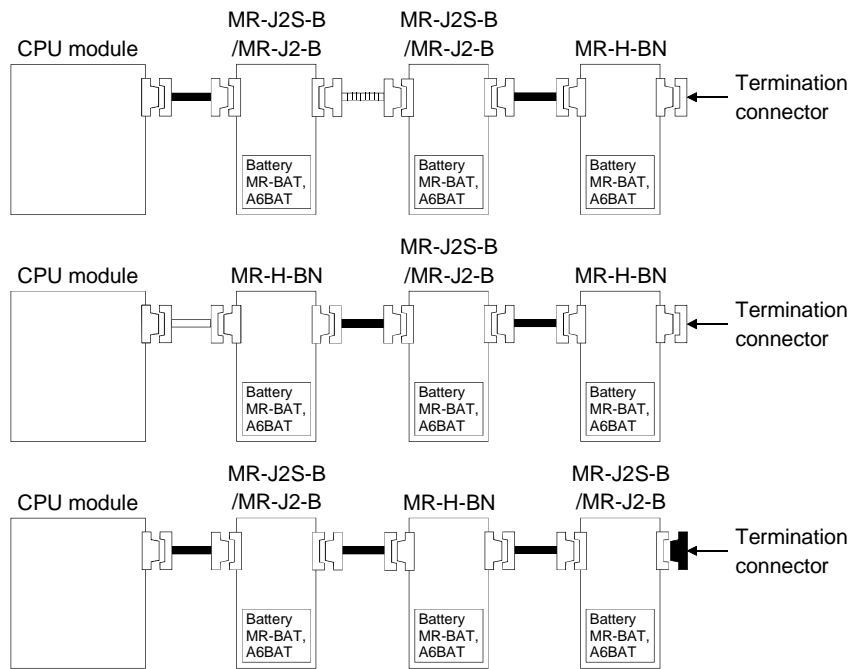 MR-J2S-B
/MR-J2-B
MR-J2S-B
/MR-J2-B
CPU module
MR-H-BN
Termination
connector
Battery
MR-BAT,
A6BAT
Battery
MR-BAT,
A6BAT
Battery
MR-BAT,
A6BAT
CPU module
MR-H-BN
MR-J2S-B
/MR-J2-B
MR-H-BN
Termination
connector
Battery
MR-BAT,
A6BAT
Battery
MR-BAT,
A6BAT
Battery
MR-BAT,
A6BAT
CPU module
MR-J2S-B
/MR-J2-B
MR-H-BN
MR-J2S-B
/MR-J2-B
Termination
connector
Battery
MR-BAT,
A6BAT
Battery
MR-BAT,
A6BAT
Battery
MR-BAT,
A6BAT